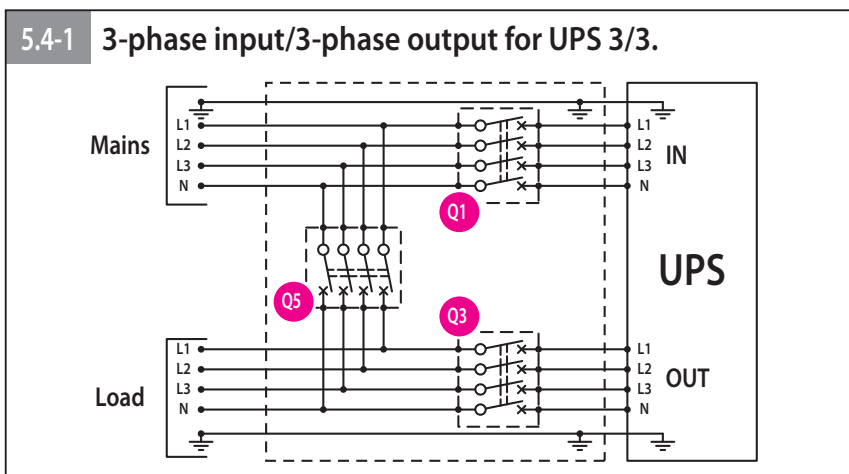 5.4-1 3-phase input/3-phase output for UPS 3/3.
Mains
L1
L2
L3
N
Q1
L1
L2
L3
N
IN
UPS
Q5
Q3
Load
L1
L2
L3
N
L1
L2
L3
N
OUT